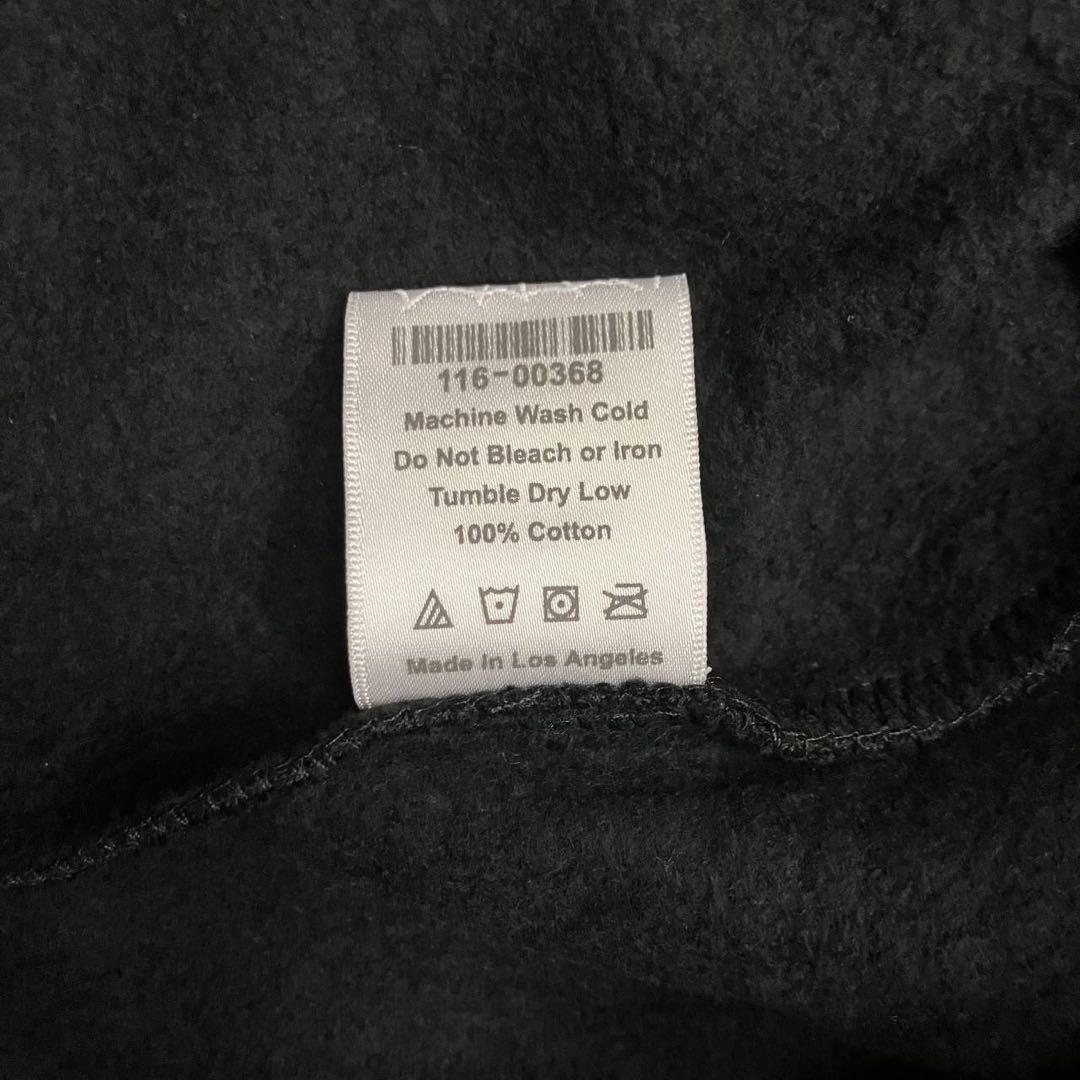 116-00368
Machine Wash Cold
Do Not Bleach or Iron
Tumble Dry Low
100% Cotton
Made In Los Angeles